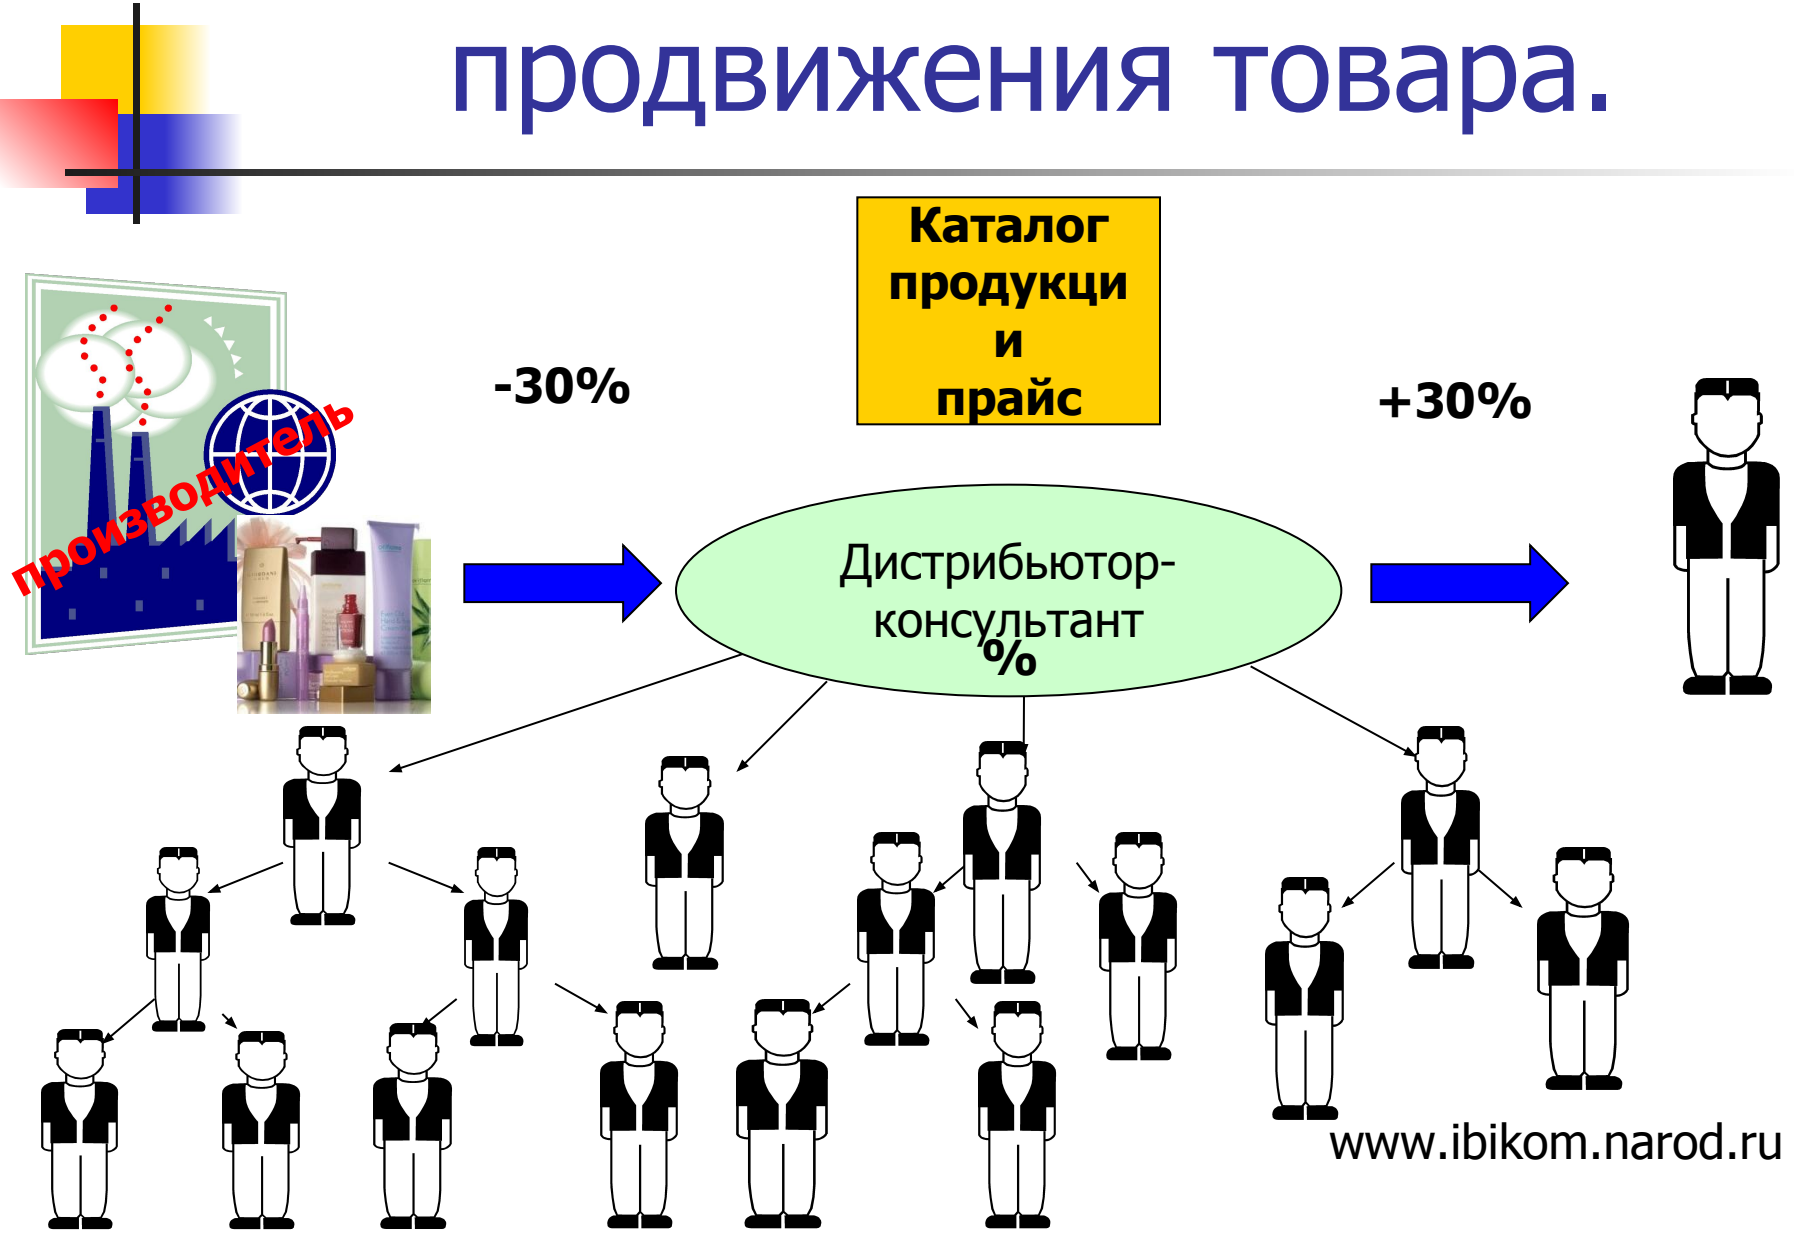 продвижения товара.
Каталог
продукци
и
прайс
-30%
+30%
производитель
Дистрибьютор-
консультант
%
www.ibikom.narod.ru